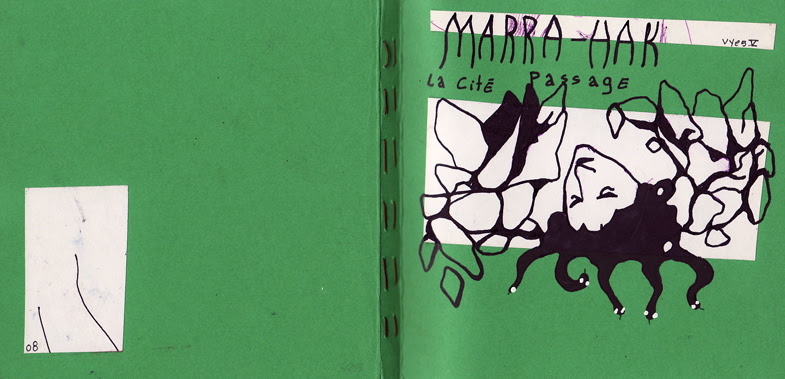 MARRA-HAK
vyes V
La Cité Passage
08